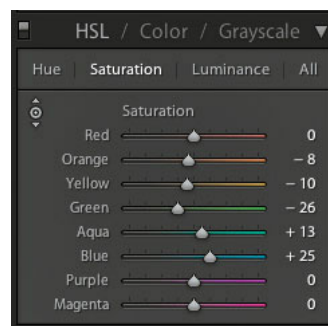 HSL / Color / Grayscale ▼
Hue | Saturation | Luminance | All
Saturation
Red 0
Orange – 8
Yellow – 10
Green – 26
Aqua + 13
Blue + 25
Purple 0
Magenta 0